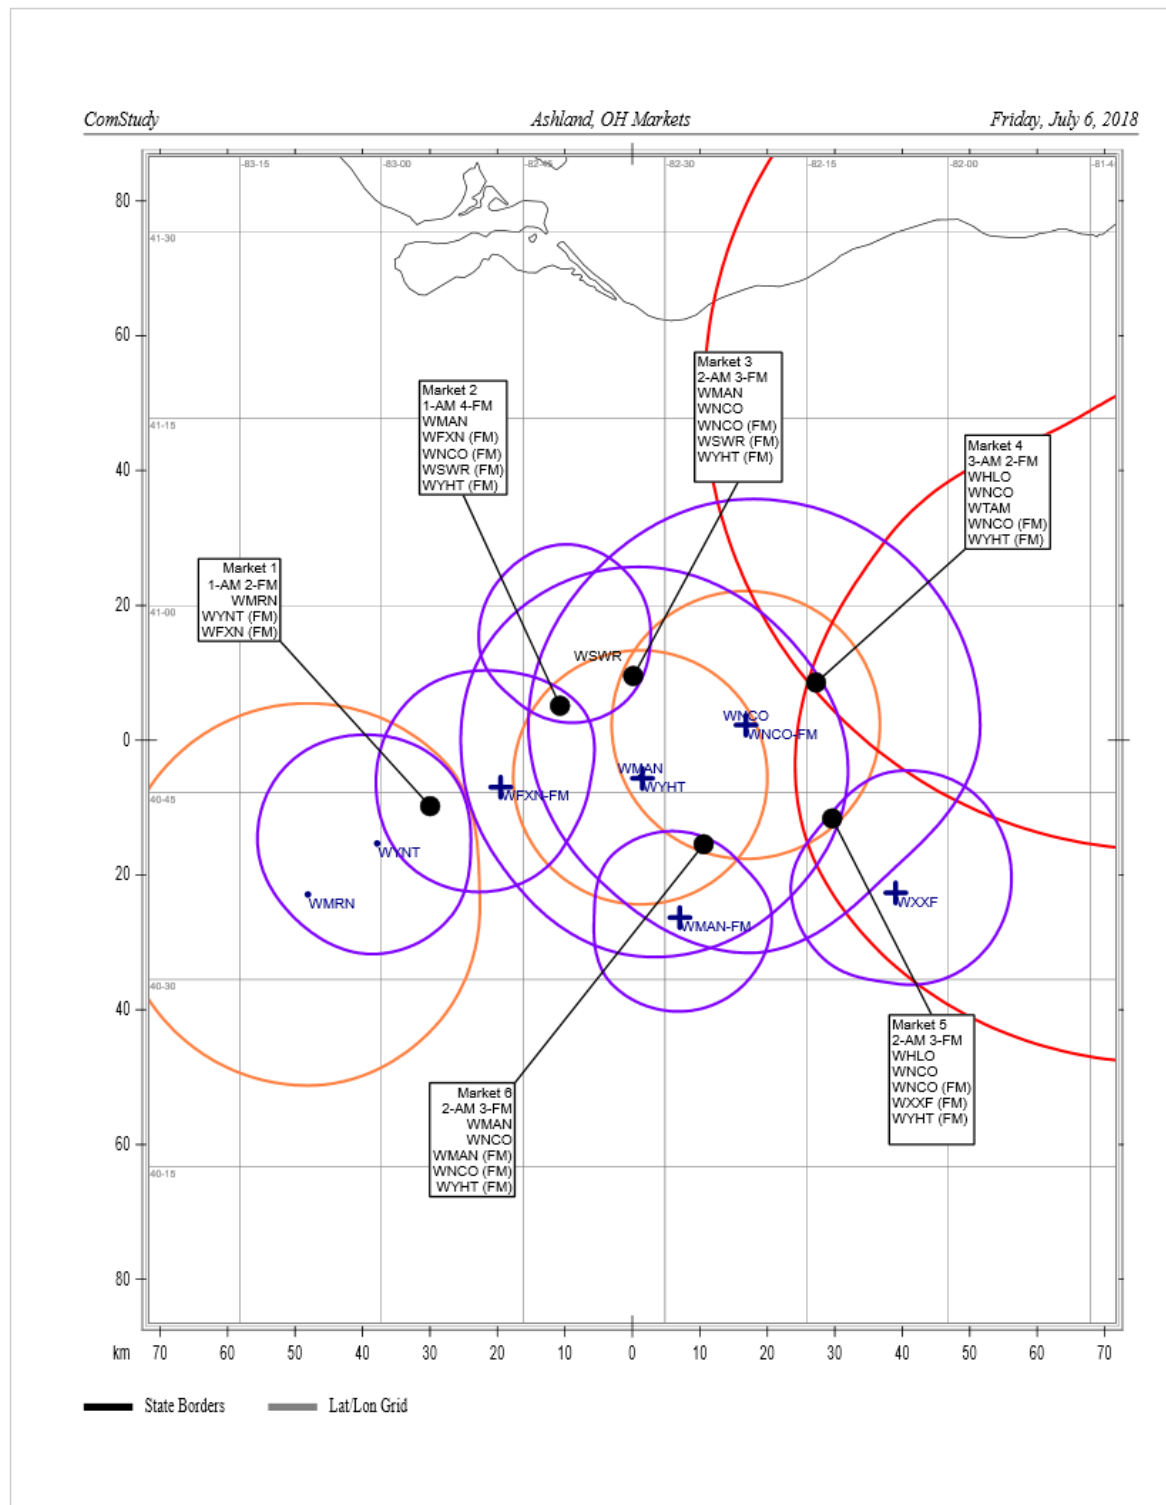 ComStudy Ashland, OH Markets Friday, July 6, 2018
-83-15 -83-00 -82-45 -82-30 -82-15 -82-00
80
41-30
60
Market 3
2-AM 3-FM
WMAN
WNCO
WNCO (FM)
WSWR (FM)
WYHT (FM)
Market 2
1-AM 4-FM
WMAN
WFXN (FM)
WNCO (FM)
WSWR (FM)
WYHT (FM)
41-15
Market 4
3-AM 2-FM
WHLO
WNCO
WTAM
WNCO (FM)
WYHT (FM)
40
Market 1
1-AM 2-FM
WMRN
WYNT (FM)
WFXN (FM)
20
41-00
WSWR
WNCO
WNCO-FM
0
WMAN
WYHT
40-45
WFXN-FM
WYNT
20
WMRN
WXXF
WMAN-FM
40-30
40
Market 5
2-AM 3-FM
WHLO
WNCO
WNCO (FM)
WXXF (FM)
WYHT (FM)
Market 6
2-AM 3-FM
WMAN
WNCO
WMAN (FM)
WNCO (FM)
WYHT (FM)
60
40-15
80
km 70 60 50 40 30 20 10 0 10 20 30 40 50 60 70
State Borders Lat/Lon Grid